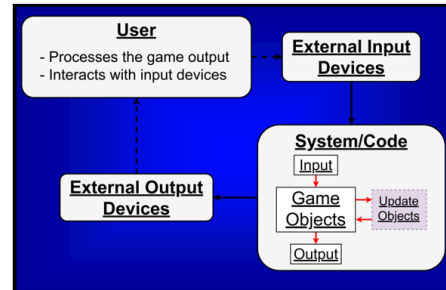 User
- Processes the game output
- Interacts with input devices
External Input
Devices
System/Code
Input
Game
Objects
Update
Objects
Output
External Output
Devices